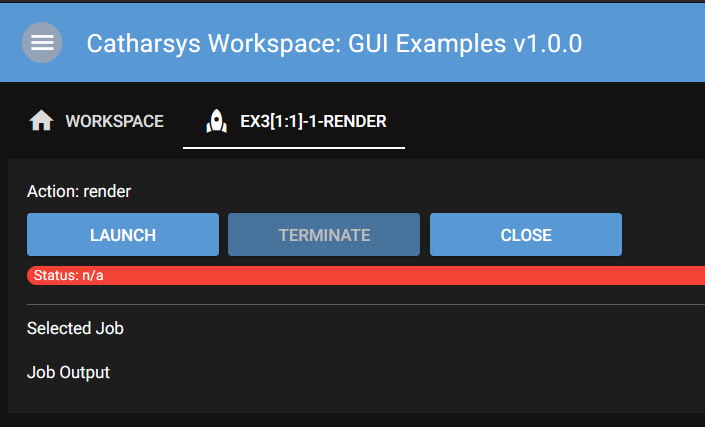 Catharsys Workspace: GUI Examples v1.0.0
WORKSPACE EX3[1:1]-1-RENDER
Action: render
LAUNCH TERMINATE CLOSE
Status: n/a
Selected Job
Job Output